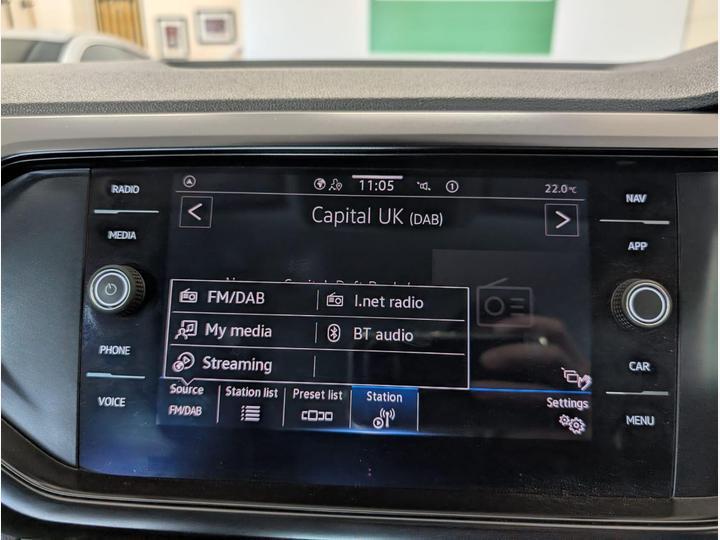 RADIO
MEDIA
PHONE
VOICE
11:05
1
22.0°C
Capital UK (DAB)
FM/DAB
I.net radio
My media
BT audio
Streaming
Source
FM/DAB
Station list
Preset list
Station
Settings
NAV
APP
CAR
MENU